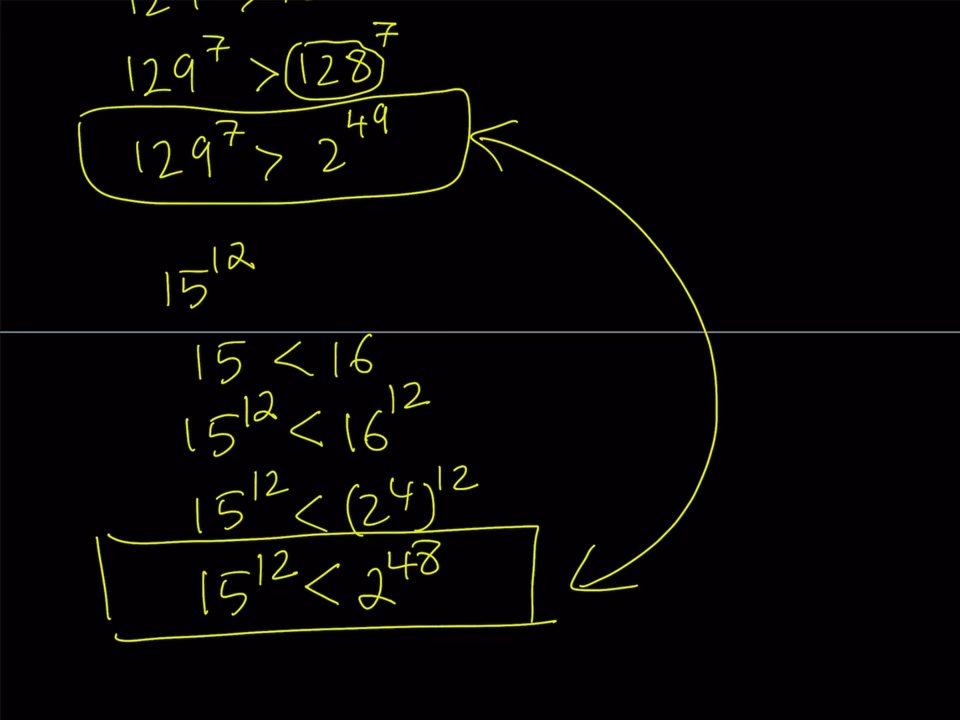 129^7 > 128^7
129^7 > 2^49
15^12
15 < 16
15^12 < 16^12
15^12 < (2^4)^12
15^12 < 2^48